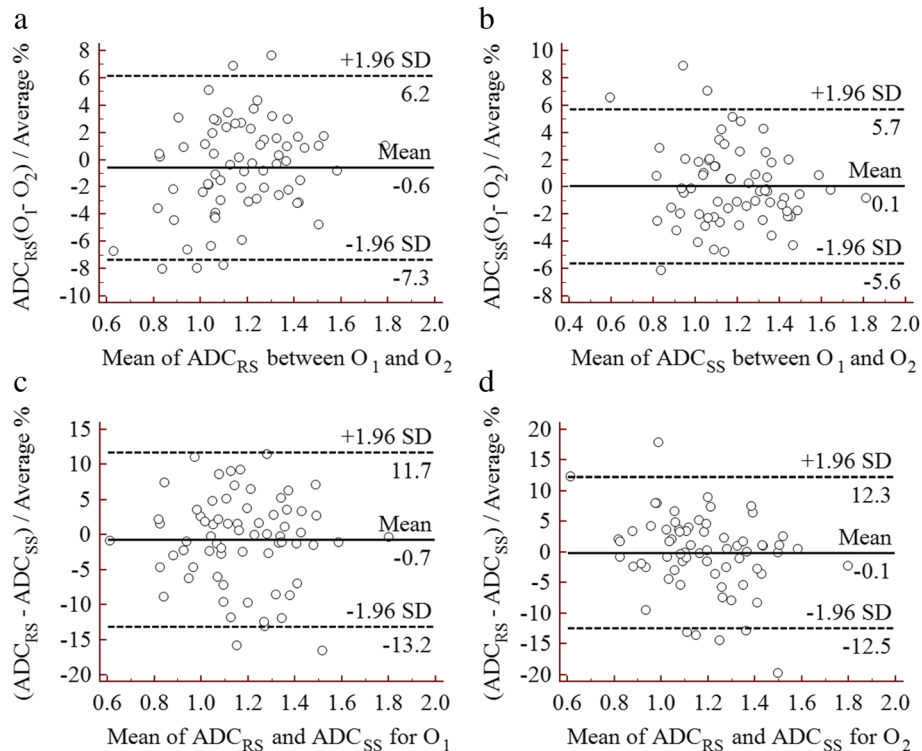 a
ADC_RS(O_1- O_2) / Average %
8
6
4
2
0
-2
-4
-6
-8
-10
+1.96 SD
6.2
Mean
-0.6
-1.96 SD
-7.3
0.6 0.8 1.0 1.2 1.4 1.6 1.8 2.0
Mean of ADC_RS between O_1 and O_2
b
ADC_SS(O_1- O_2) / Average %
10
8
6
4
2
0
-2
-4
-6
-8
+1.96 SD
5.7
Mean
0.1
-1.96 SD
-5.6
0.4 0.6 0.8 1.0 1.2 1.4 1.6 1.8 2.0
Mean of ADC_SS between O_1 and O_2
c
(ADC_RS - ADC_SS) / Average %
15
10
5
0
-5
-10
-15
-20
+1.96 SD
11.7
Mean
-0.7
-1.96 SD
-13.2
0.6 0.8 1.0 1.2 1.4 1.6 1.8 2.0
Mean of ADC_RS and ADC_SS for O_1
d
(ADC_RS - ADC_SS) / Average %
20
15
10
5
0
-5
-10
-15
-20
+1.96 SD
12.3
Mean
-0.1
-1.96 SD
-12.5
0.6 0.8 1.0 1.2 1.4 1.6 1.8 2.0
Mean of ADC_RS and ADC_SS for O_2